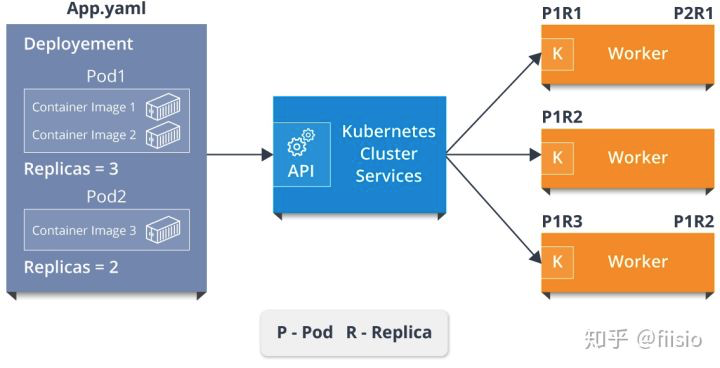 App.yaml
Deployement
Pod1
Container Image 1
Container Image 2
Replicas = 3
Pod2
Container Image 3
Replicas = 2
API
Kubernetes
Cluster
Services
P1R1 P2R1
K Worker
P1R2
K Worker
P1R3 P1R2
K Worker
P - Pod R - Replica
知乎 @fiisio